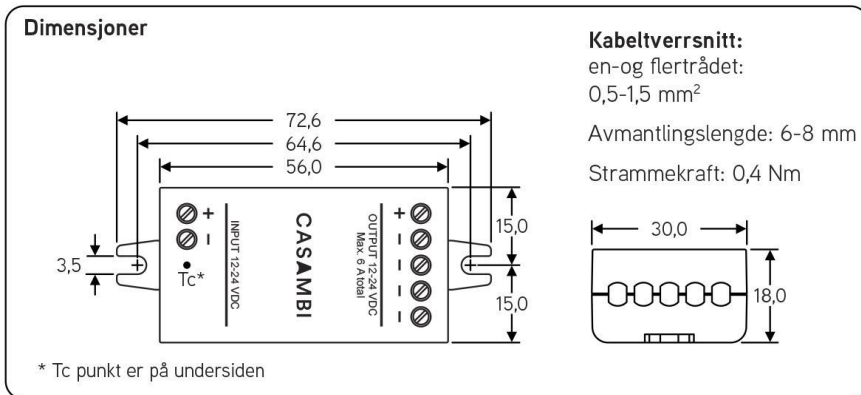 Dimensjoner
Kabeltverrsnitt:
en-og flertrådet:
0,5-1,5 mm²
Avmantlingslengde: 6-8 mm
Strammekraft: 0,4 Nm
72,6
64,6
56,0
3,5
+
-
Tc*
INPUT 12-24 VDC
CASAMBI
OUTPUT 12-24 VDC
Max. 6 A total
+
-
-
-
-
15,0
15,0
30,0
18,0
* Tc punkt er på undersiden